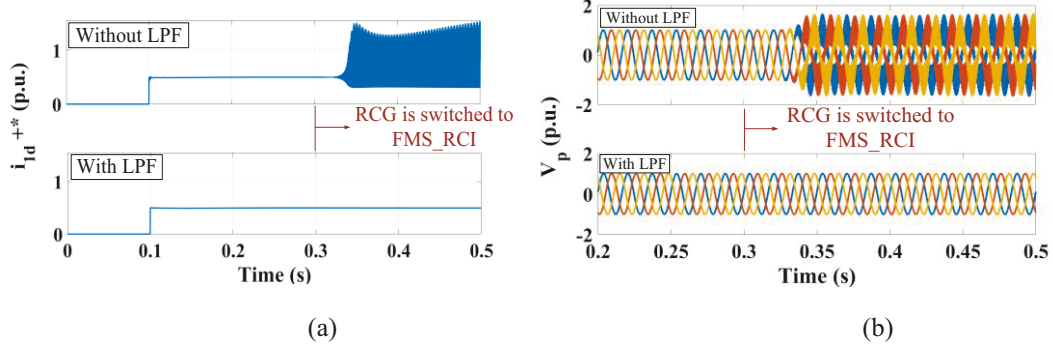 Without LPF
1
0
i1d+* (p.u.)
RCG is switched to
FMS_RCI
With LPF
1
0
0 0.1 0.2 0.3 0.4 0.5
Time (s)
(a)
2
Without LPF
0
-2
Vp (p.u.)
RCG is switched to
FMS_RCI
2
With LPF
0
-2
0.2 0.25 0.3 0.35 0.4 0.45 0.5
Time (s)
(b)